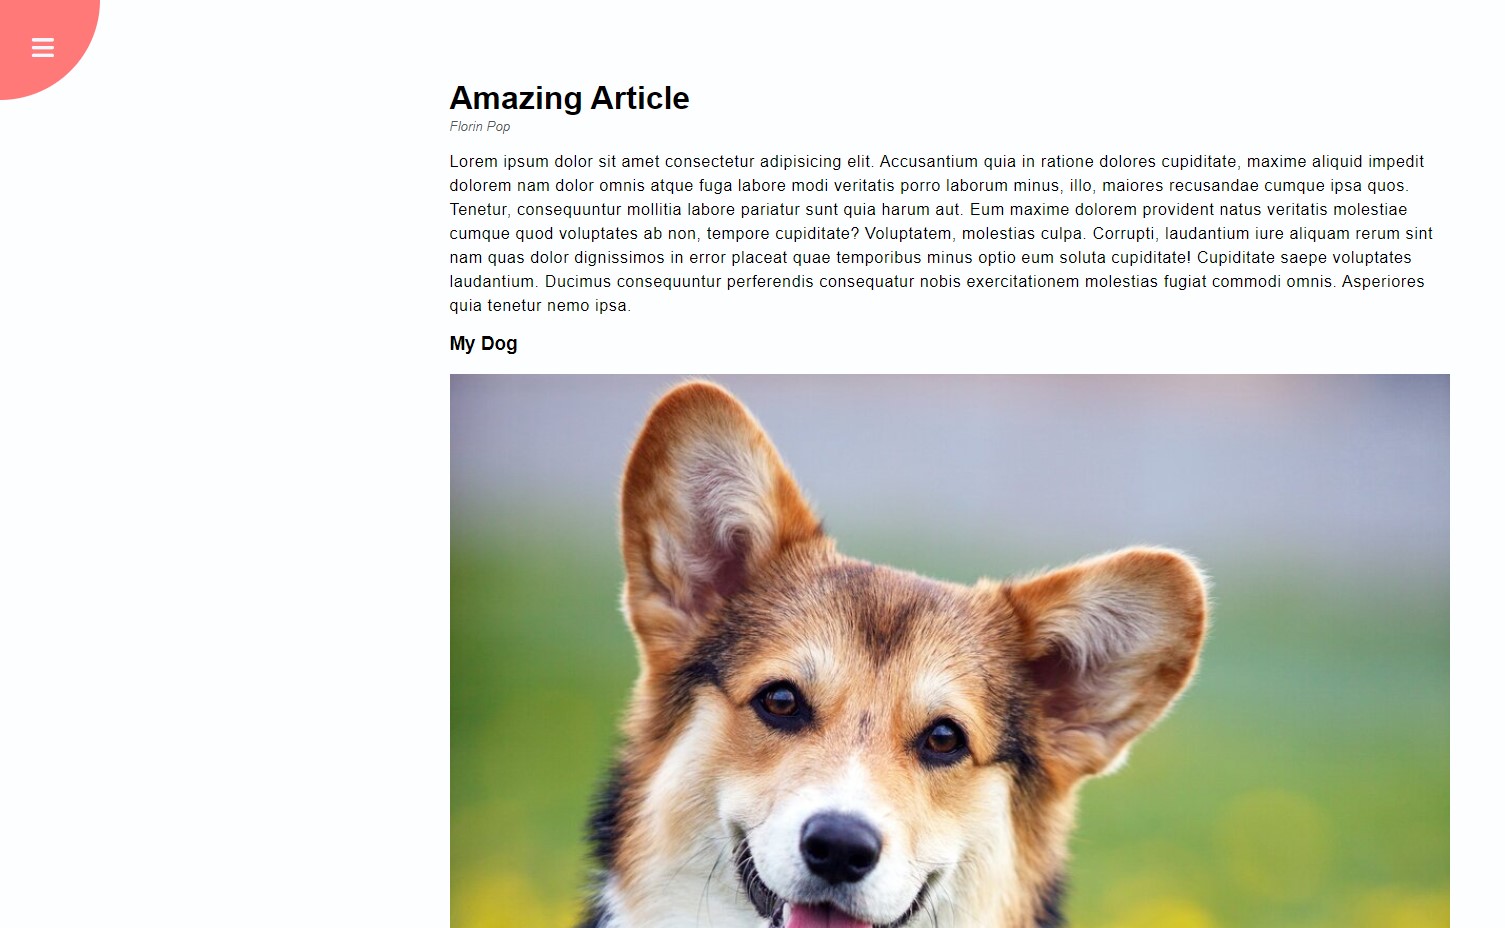 Amazing Article
Florin Pop
Lorem ipsum dolor sit amet consectetur adipisicing elit. Accusantium quia in ratione dolores cupiditate, maxime aliquid impedit
dolorem nam dolor omnis atque fuga labore modi veritatis porro laborum minus, illo, maiores recusandae cumque ipsa quos.
Tenetur, consequuntur mollitia labore pariatur sunt quia harum aut. Eum maxime dolorem provident natus veritatis molestiae
cumque quod voluptates ab non, tempore cupiditate? Voluptatem, molestias culpa. Corrupti, laudantium iure aliquam rerum sint
nam quas dolor dignissimos in error placeat quae temporibus minus optio eum soluta cupiditate! Cupiditate saepe voluptates
laudantium. Ducimus consequuntur perferendis consequatur nobis exercitationem molestias fugiat commodi omnis. Asperiores
quia tenetur nemo ipsa.
My Dog